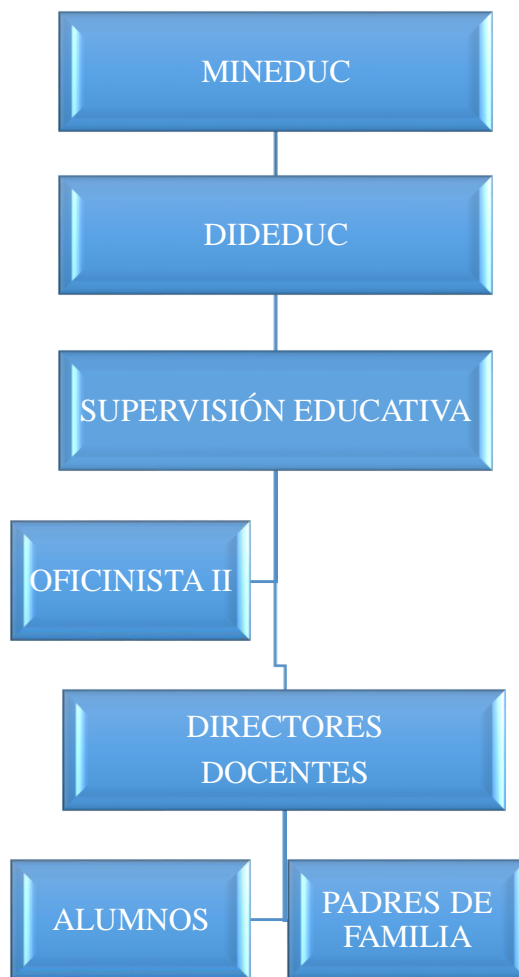 MINEDUC
DIDEDUC
SUPERVISIÓN EDUCATIVA
OFICINISTA II
DIRECTORES
DOCENTES
ALUMNOS
PADRES DE
FAMILIA